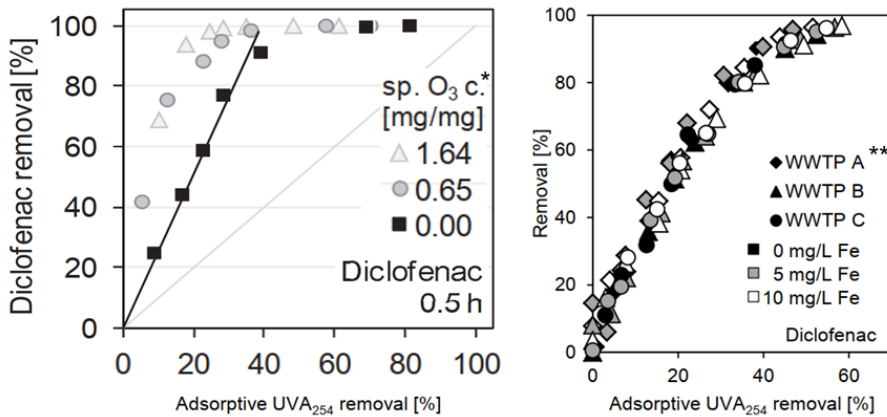 Diclofenac removal [%]
100
80
60
40
20
0
sp. O₃ c.*
[mg/mg]
1.64
0.65
0.00
Diclofenac
0.5 h
0 20 40 60 80 100
Adsorptive UVA₂₅₄ removal [%]
Removal [%]
100
80
60
40
20
0
WWTP A**
WWTP B
WWTP C
0 mg/L Fe
5 mg/L Fe
10 mg/L Fe
Diclofenac
0 20 40 60 80
Adsorptive UVA₂₅₄ removal [%]